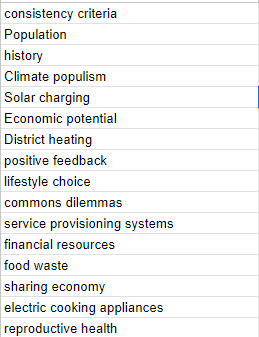 consistency criteria
Population
history
Climate populism
Solar charging
Economic potential
District heating
positive feedback
lifestyle choice
commons dilemmas
service provisioning systems
financial resources
food waste
sharing economy
electric cooking appliances
reproductive health